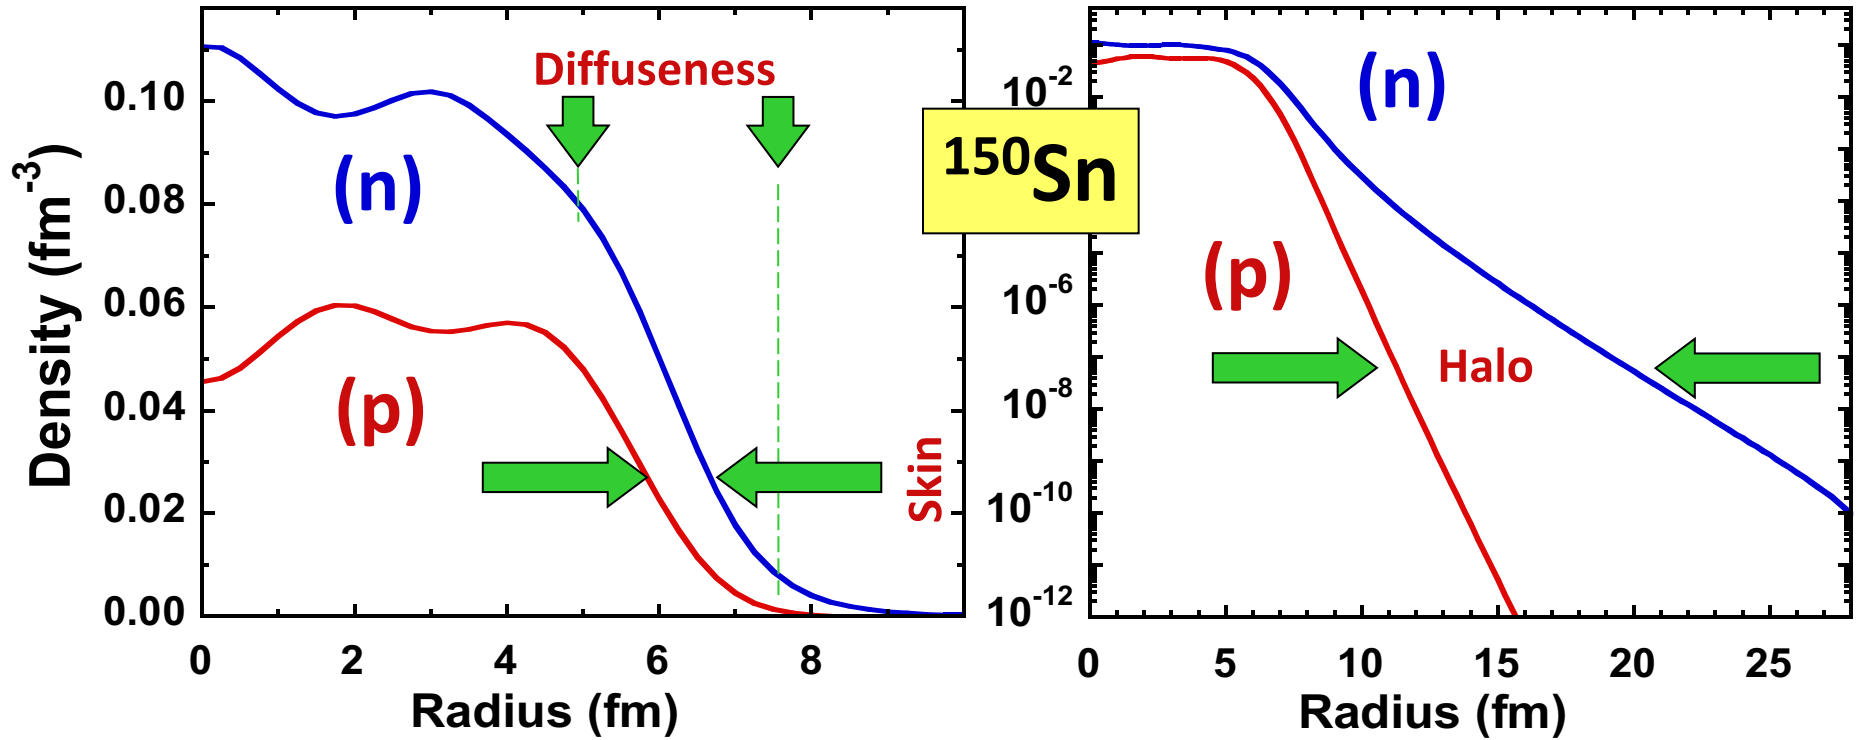 Diffuseness
(n)
(p)
Skin
0.10
0.08
0.06
0.04
0.02
0.00
0 2 4 6 8
Radius (fm)
Density (fm⁻³)
¹⁵⁰Sn
(n)
(p)
Halo
10⁻²
10⁻⁶
10⁻⁸
10⁻¹⁰
10⁻¹²
0 5 10 15 20 25
Radius (fm)